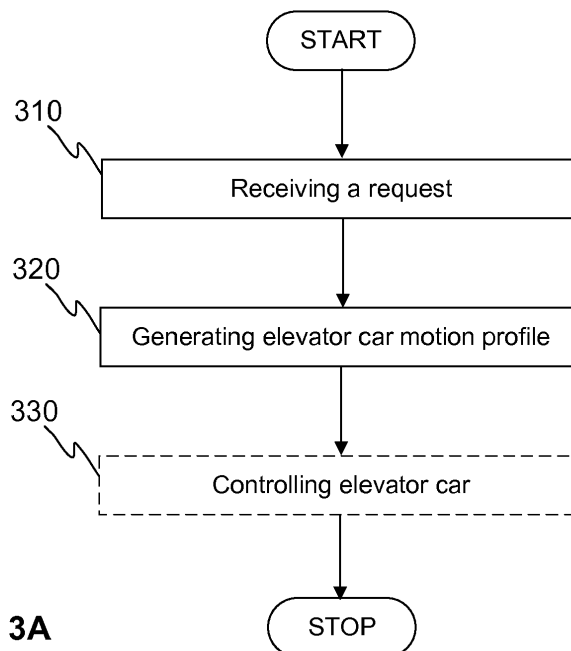 START
310
Receiving a request
320
Generating elevator car motion profile
330
Controlling elevator car
3A
STOP